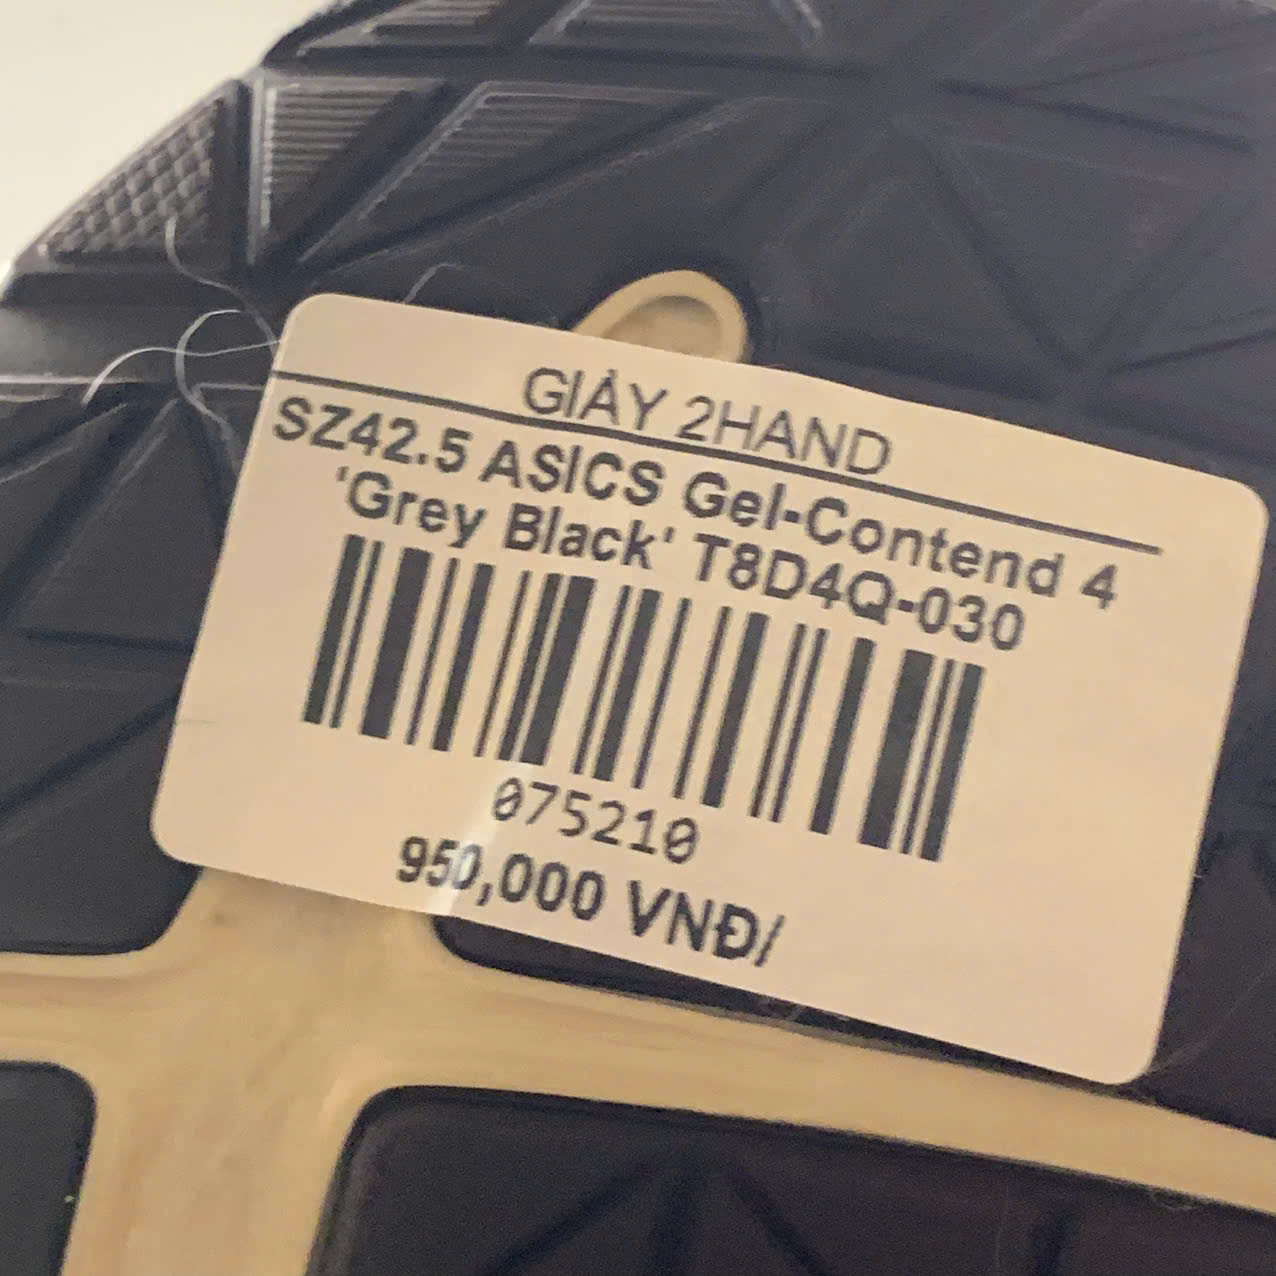 GIÀY 2HAND
SZ42.5 ASICS Gel-Contend 4
'Grey Black' T8D4Q-030
075210
950,000 VNĐ/